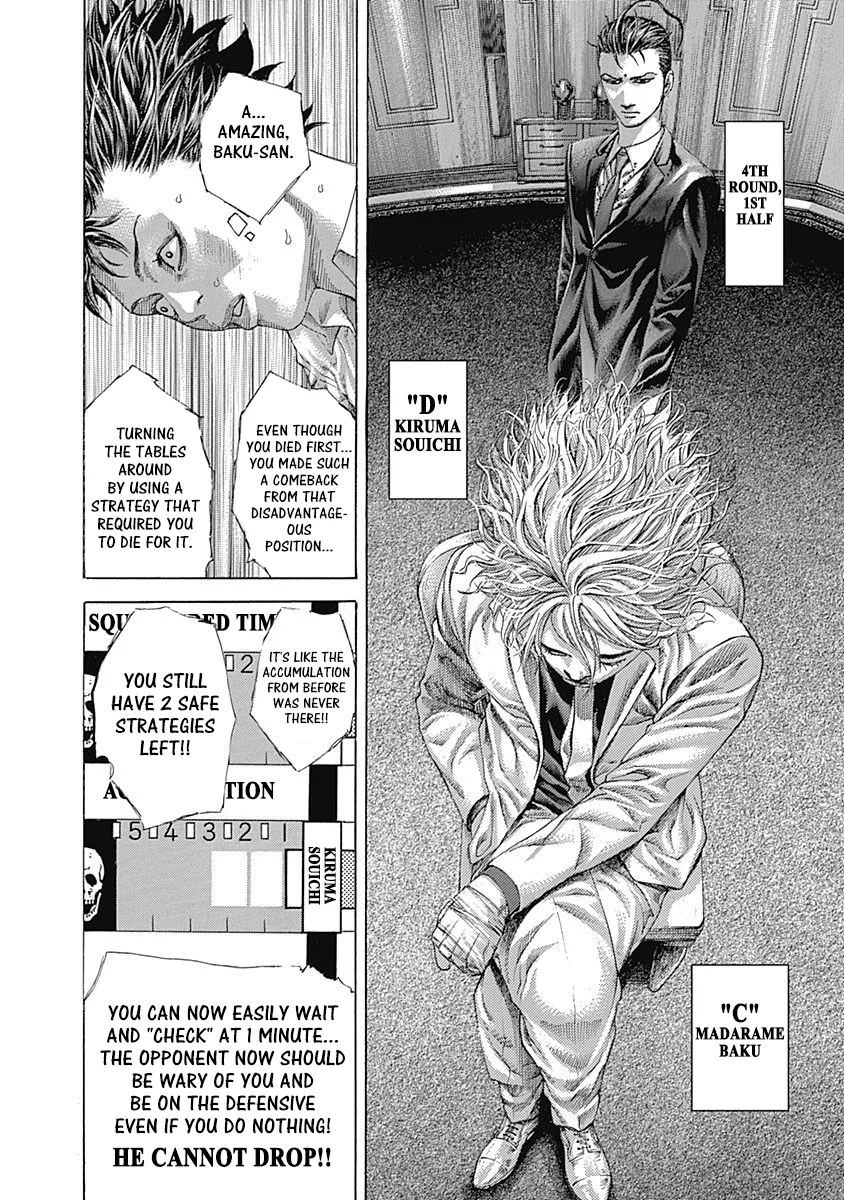 4TH
ROUND,
1ST
HALF
"D"
KIRUMA
SOUICHI
"C"
MADARAME
BAKU
A...
AMAZING,
BAKU-SAN.
EVEN THOUGH
YOU DIED FIRST...
YOU MADE SUCH
A COMEBACK
FROM THAT
DISADVANTAGE-
OUS
POSITION...
TURNING
THE TABLES
AROUND
BY USING A
STRATEGY THAT
REQUIRED YOU
TO DIE FOR IT.
IT'S LIKE THE
ACCUMULATION
FROM BEFORE
WAS NEVER
THERE!!
YOU STILL
HAVE 2 SAFE
STRATEGIES
LEFT!!
2
5 4 3 2 1
KIRUMA
SOUICHI
YOU CAN NOW EASILY WAIT
AND "CHECK" AT 1 MINUTE...
THE OPPONENT NOW SHOULD
BE WARY OF YOU AND
BE ON THE DEFENSIVE
EVEN IF YOU DO NOTHING!
HE CANNOT DROP!!